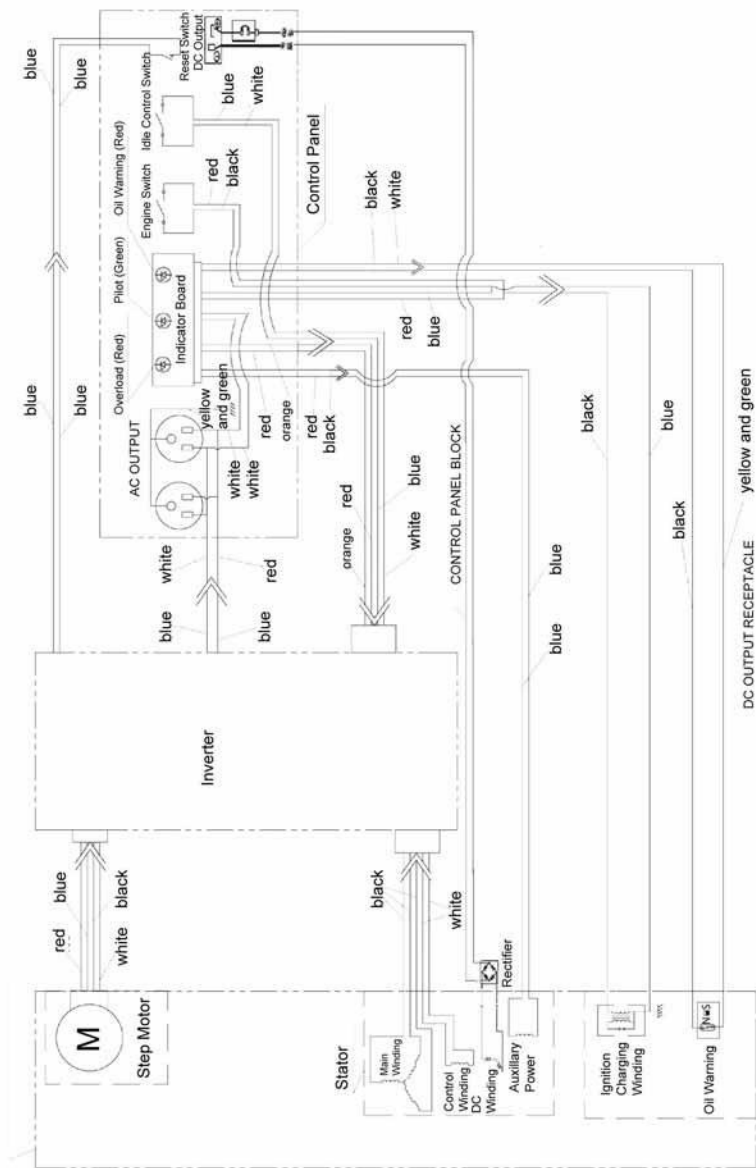 blue
blue
blue
blue
Reset Switch
DC Output
Idle Control Switch
blue
white
Oil Warning (Red)
Engine Switch
red
black
Control Panel
Pilot (Green)
Overload (Red)
Indicator Board
black
white
red
blue
AC OUTPUT
yellow
and green
white
white
red
orange
red
black
white
red
blue
blue
orange
red
blue
white
CONTROL PANEL BLOCK
blue
blue
black
blue
black
yellow and green
DC OUTPUT RECEPTACLE
Inverter
red
blue
black
white
black
white
M
Step Motor
Stator
Main
Winding
Control
Winding
DC
Winding
Rectifier
Auxillary
Power
Ignition
Charging
Winding
N S
Oil Warning